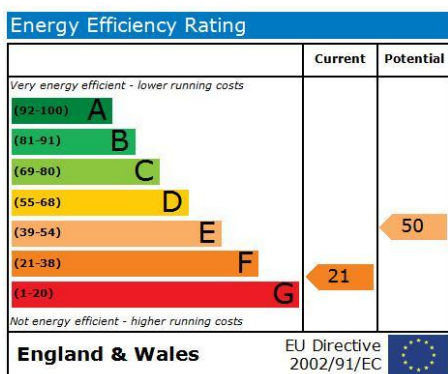 Energy Efficiency Rating
Current Potential
Very energy efficient - lower running costs
(92-100) A
(81-91) B
(69-80) C
(55-68) D
(39-54) E
50
(21-38) F
21
(1-20) G
Not energy efficient - higher running costs
England & Wales
EU Directive
2002/91/EC